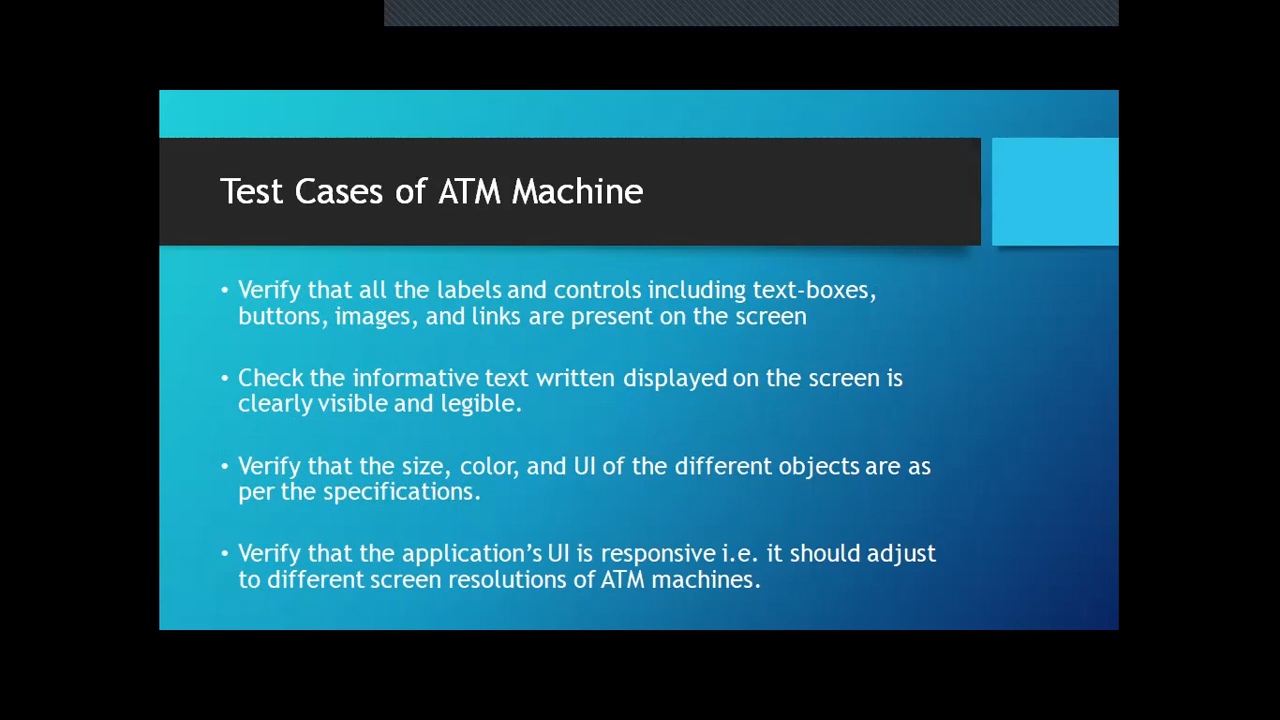 Test Cases of ATM Machine
• Verify that all the labels and controls including text-boxes,
buttons, images, and links are present on the screen
• Check the informative text written displayed on the screen is
clearly visible and legible.
• Verify that the size, color, and UI of the different objects are as
per the specifications.
• Verify that the application’s UI is responsive i.e. it should adjust
to different screen resolutions of ATM machines.